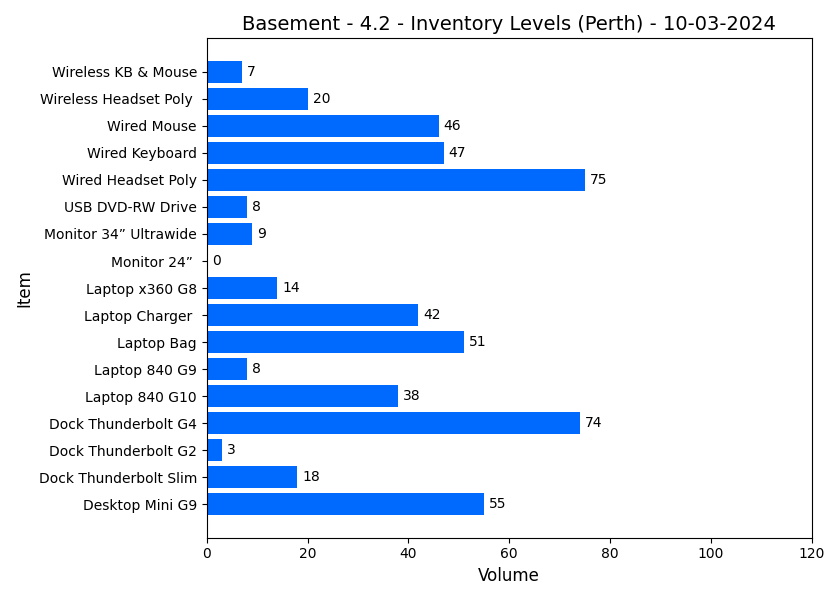 Basement - 4.2 - Inventory Levels (Perth) - 10-03-2024
Wireless KB & Mouse 7
Wireless Headset Poly 20
Wired Mouse 46
Wired Keyboard 47
Wired Headset Poly 75
USB DVD-RW Drive 8
Monitor 34” Ultrawide 9
Monitor 24” 0
Laptop x360 G8 14
Laptop Charger 42
Laptop Bag 51
Laptop 840 G9 8
Laptop 840 G10 38
Dock Thunderbolt G4 74
Dock Thunderbolt G2 3
Dock Thunderbolt Slim 18
Desktop Mini G9 55
Item
0 20 40 60 80 100 120
Volume